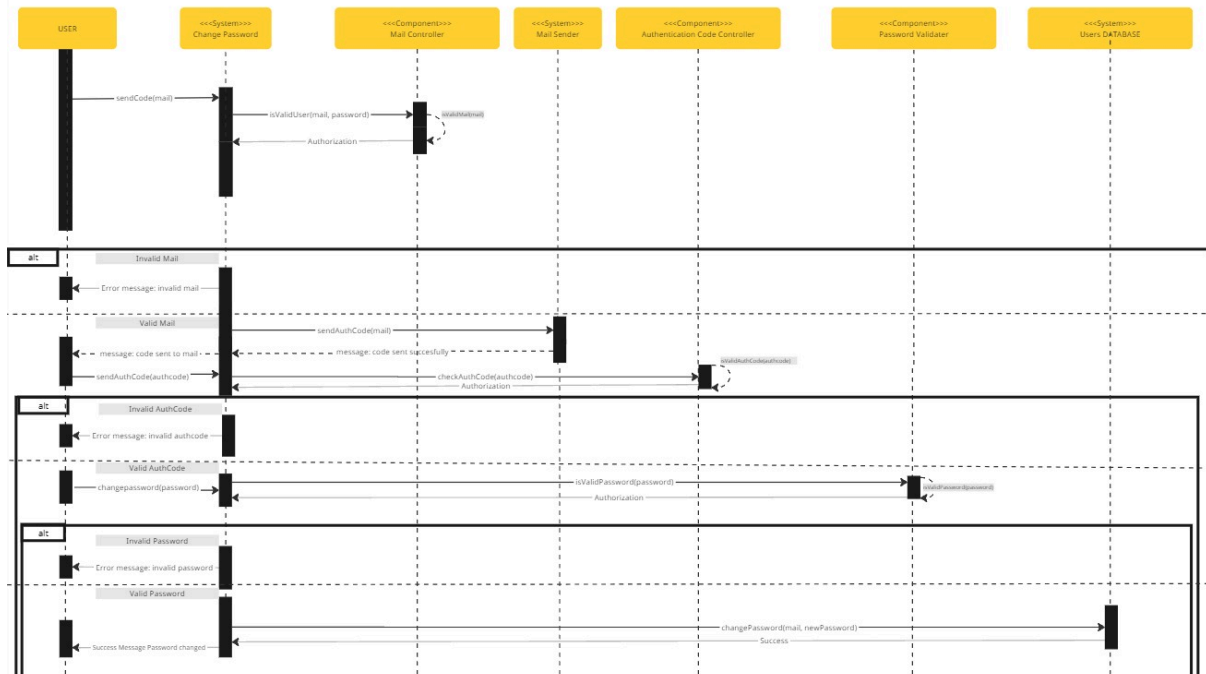 USER
<<<System>>>
Change Password
<<<Component>>>
Mail Controller
<<<System>>>
Mail Sender
<<<Component>>>
Authentication Code Controller
<<<Component>>>
Password Validater
<<<System>>>
Users DATABASE
sendCode(mail)
isValidUser(mail, password)
isValidMail(mail)
Authorization
alt
Invalid Mail
Error message: invalid mail
Valid Mail
sendAuthCode(mail)
message: code sent to mail
message: code sent succesfully
isValidAuthCode(authcode)
sendAuthCode(authcode)
checkAuthCode(authcode)
Authorization
alt
Invalid AuthCode
Error message: invalid authcode
Valid AuthCode
changepassword(password)
isValidPassword(password)
isValidPassword(password)
Authorization
alt
Invalid Password
Error message: invalid password
Valid Password
changePassword(mail, newPassword)
Success
Success Message Password changed